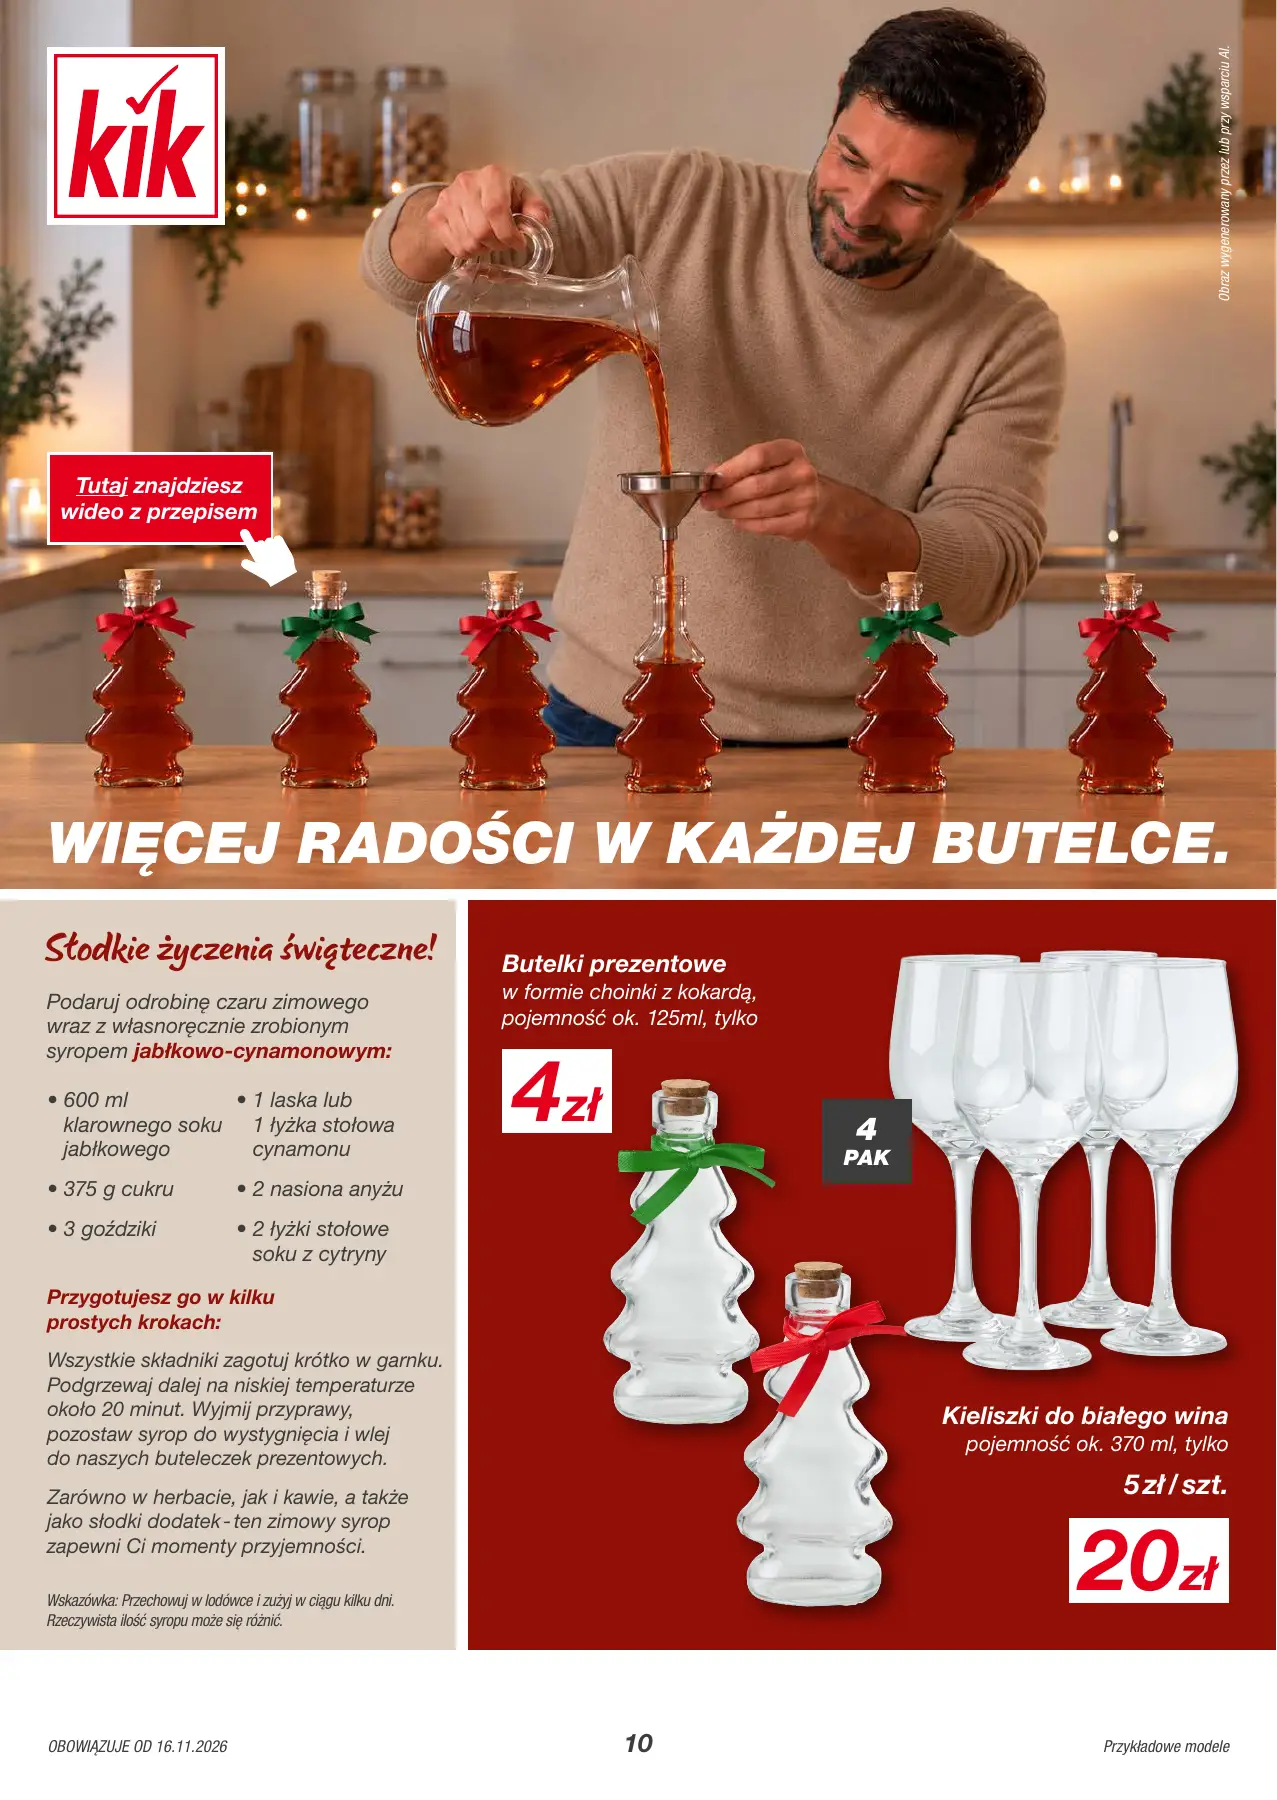 kik
Obraz wygenerowany przez lub przy wsparciu AI.
Tutaj znajdziesz
wideo z przepisem
WIĘCEJ RADOŚCI W KAŻDEJ BUTELCE.
Słodkie życzenia świąteczne!
Podaruj odrobinę czaru zimowego
wraz z własnoręcznie zrobionym
syropem jabłkowo-cynamonowym:
• 600 ml
klarownego soku
jabłkowego
• 375 g cukru
• 3 goździki
• 1 laska lub
1 łyżka stołowa
cynamonu
• 2 nasiona anyżu
• 2 łyżki stołowe
soku z cytryny
Przygotujesz go w kilku
prostych krokach:
Wszystkie składniki zagotuj krótko w garnku.
Podgrzewaj dalej na niskiej temperaturze
około 20 minut. Wyjmij przyprawy,
pozostaw syrop do wystygnięcia i wlej
do naszych buteleczek prezentowych.
Zarówno w herbacie, jak i kawie, a także
jako słodki dodatek - ten zimowy syrop
zapewni Ci momenty przyjemności.
Wskazówka: Przechowuj w lodówce i zużyj w ciągu kilku dni.
Rzeczywista ilość syropu może się różnić.
Butelki prezentowe
w formie choinki z kokardą,
pojemność ok. 125ml, tylko
4 zł
4
PAK
Kieliszki do białego wina
pojemność ok. 370 ml, tylko
5 zł / szt.
20 zł
OBOWIĄZUJE OD 16.11.2026
10
Przykładowe modele